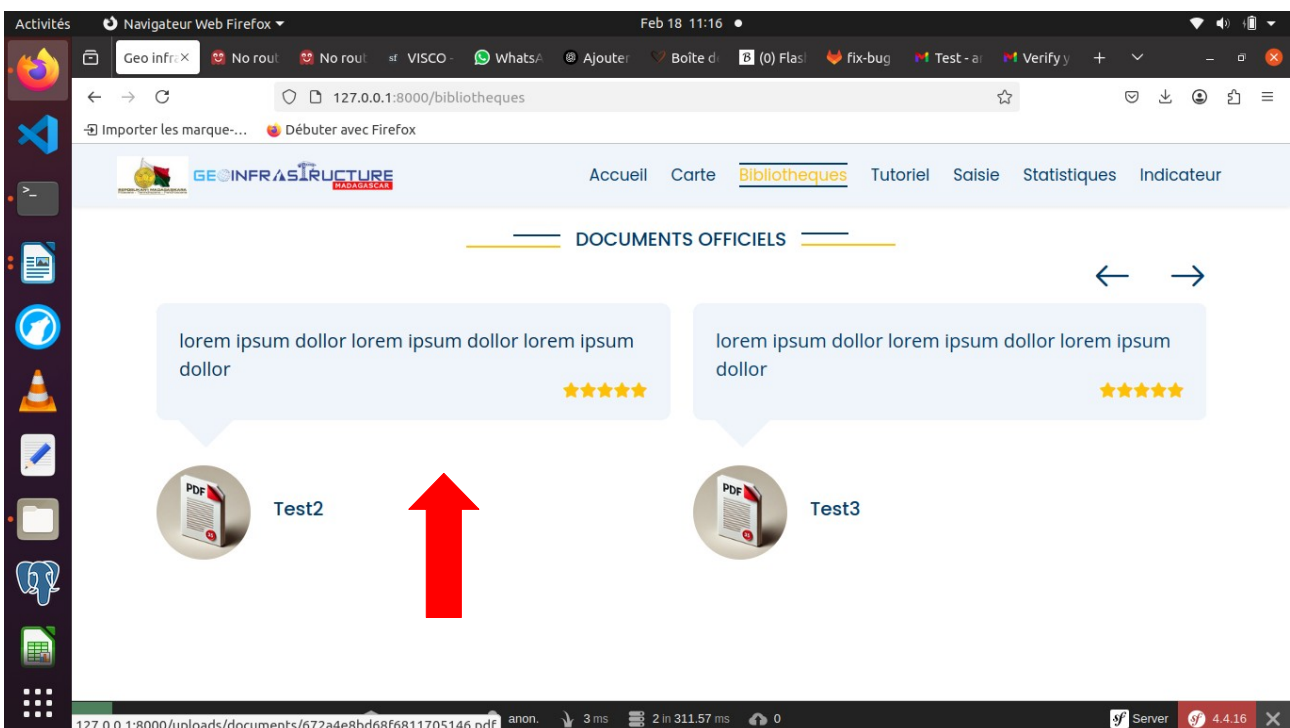 Activités
Navigateur Web Firefox
Feb 18 11:16
Geo infra
No rout
No rout
sf VISCO -
WhatsA
Ajouter
Boîte d
B (0) Flasl
fix-bug
Test - ar
Verify y
127.0.0.1:8000/bibliotheques
Importer les marque-…
Débuter avec Firefox
GEOINFRASTRUCTURE
MADAGASCAR
Accueil Carte Bibliotheques Tutoriel Saisie Statistiques Indicateur
DOCUMENTS OFFICIELS
lorem ipsum dollor lorem ipsum dollor lorem ipsum
dollor
lorem ipsum dollor lorem ipsum dollor lorem ipsum
dollor
PDF
Test2
PDF
Test3
127.0.0.1:8000/uploads/documents/672a4e8bd68f6811705146.pdf
anon. 3 ms 2 in 311.57 ms 0
sf Server sf 4.4.16